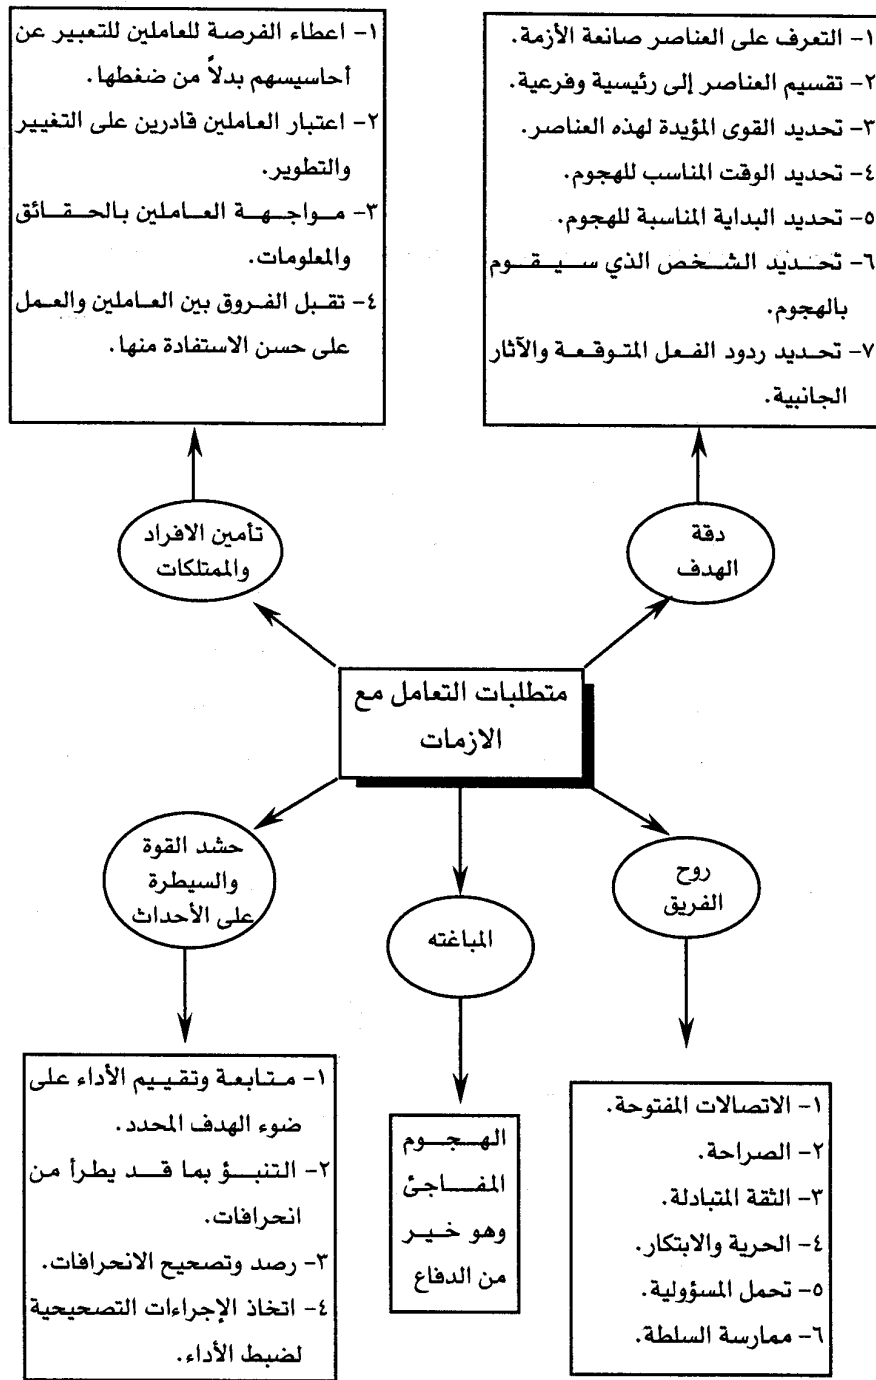 ١- التعرف على العناصر صانعة الأزمة.
٢- تقسيم العناصر إلى رئيسية وفرعية.
٣- تحديد القوى المؤيدة لهذه العناصر.
٤- تحديد الوقت المناسب للهجوم.
٥- تحديد البداية المناسبة للهجوم.
٦- تحديد الشخص الذي سيقوم
بالهجوم.
٧- تحديد ردود الفعل المتوقعة والآثار
الجانبية.
١- اعطاء الفرصة للعاملين للتعبير عن
أحاسيسهم بدلاً من ضغطها.
٢- اعتبار العاملين قادرين على التغيير
والتطوير.
٣- مواجهة العاملين بالحقائق
والمعلومات.
٤- تقبل الفروق بين العاملين والعمل
على حسن الاستفادة منها.
دقة
الهدف
تأمين الافراد
والممتلكات
متطلبات التعامل مع
الازمات
روح
الفريق
المباغته
حشد القوة
والسيطرة
على الأحداث
١- الاتصالات المفتوحة.
٢- الصراحة.
٣- الثقة المتبادلة.
٤- الحرية والابتكار.
٥- تحمل المسؤولية.
٦- ممارسة السلطة.
الهجوم
المفاجئ
وهو خير
من الدفاع
١- متابعة وتقييم الأداء على
ضوء الهدف المحدد.
٢- التنبؤ بما قد يطرأ من
انحرافات.
٣- رصد وتصحيح الانحرافات.
٤- اتخاذ الإجراءات التصحيحية
لضبط الأداء.